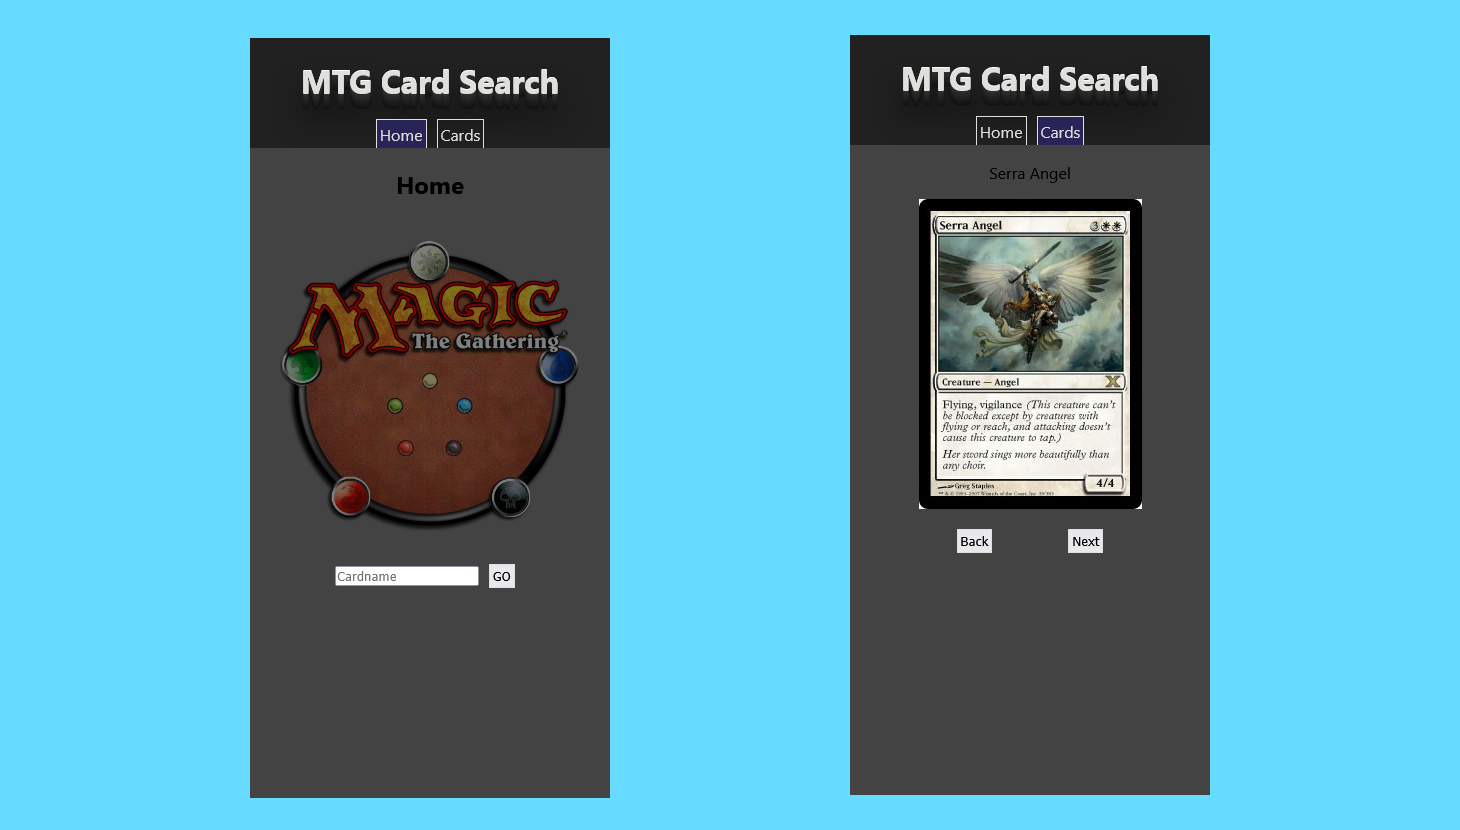 MTG Card Search
Home Cards
Home
MAGIC
The Gathering®
Cardname GO
MTG Card Search
Home Cards
Serra Angel
Serra Angel 3
Creature — Angel X
Flying, vigilance (This creature can't
be blocked except by creatures with
flying or reach, and attacking doesn't
cause this creature to tap.)
Her sword sings more beautifully than
any choir.
4/4
Greg Staples
Back Next